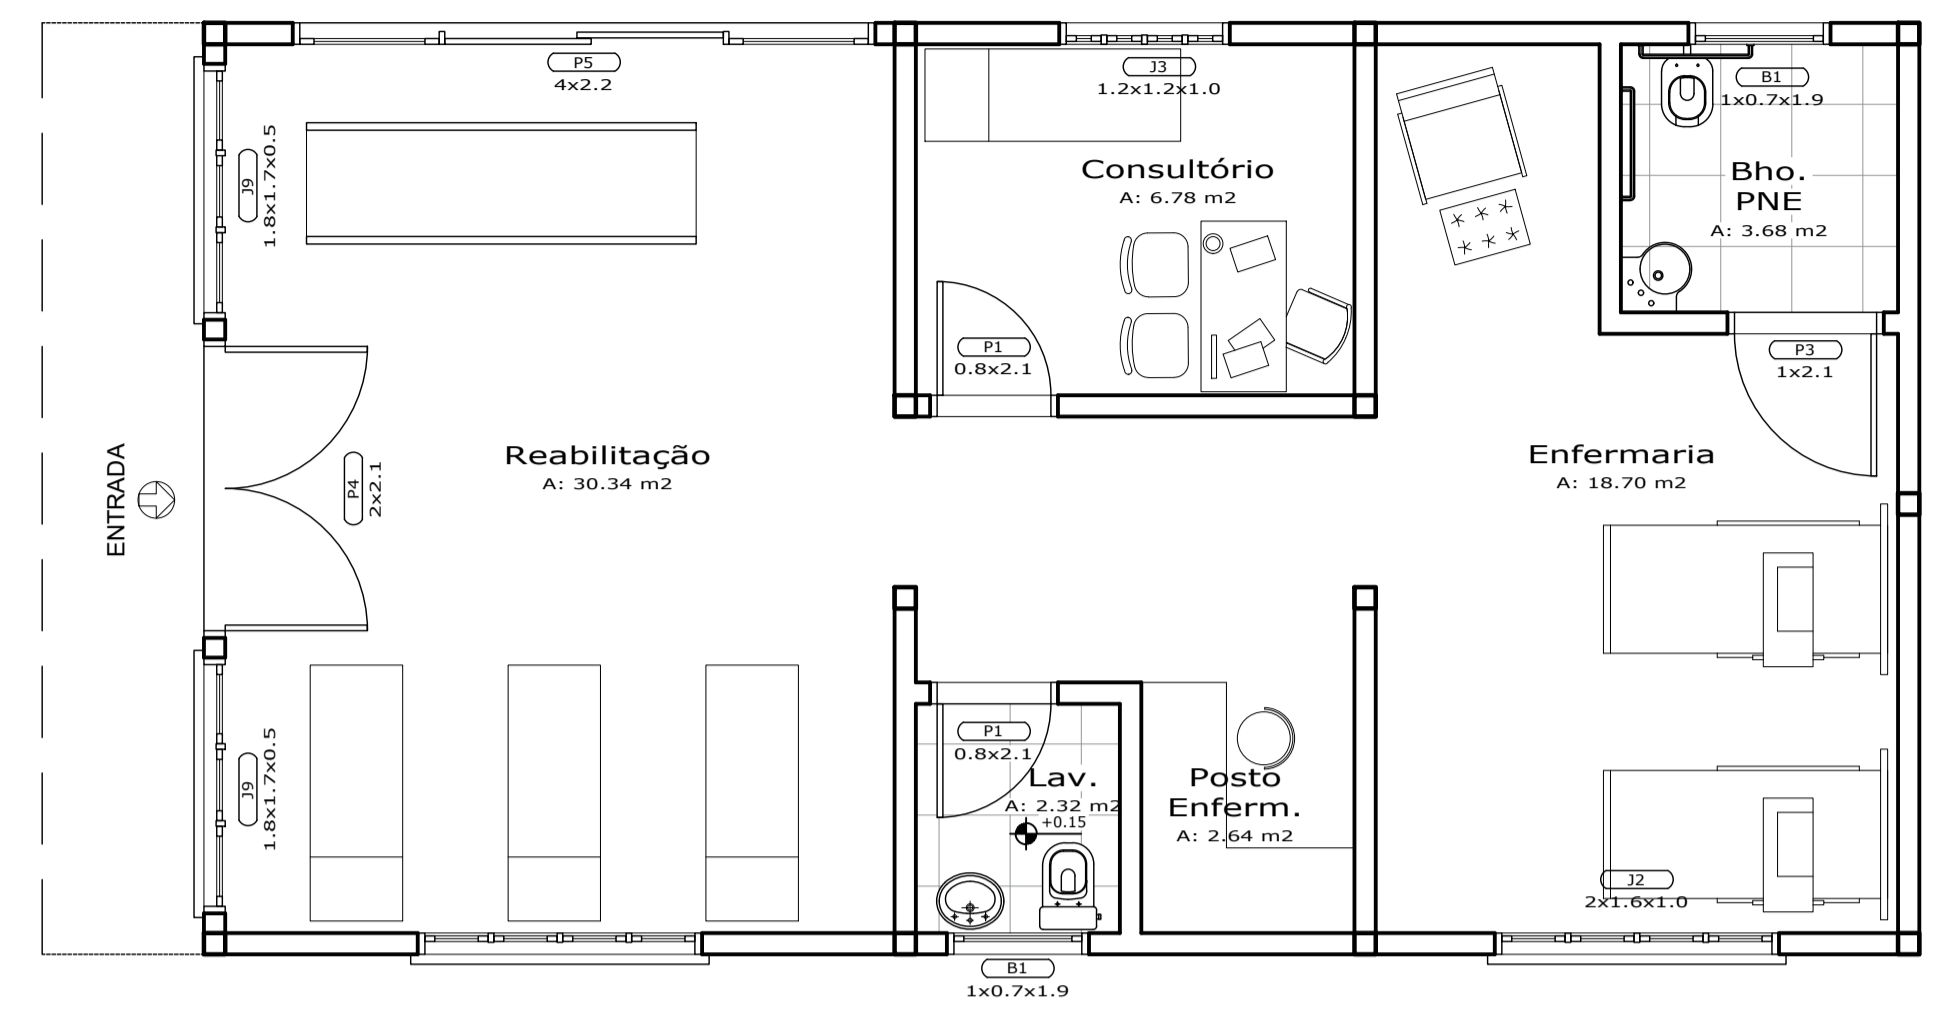 P5
4x2.2
J3
1.2x1.2x1.0
B1
1x0.7x1.9
J9
1.8x1.7x0.5
Consultório
A: 6.78 m2
Bho.
PNE
A: 3.68 m2
P1
0.8x2.1
P3
1x2.1
ENTRADA
P4
2x2.1
Reabilitação
A: 30.34 m2
Enfermaria
A: 18.70 m2
J9
1.8x1.7x0.5
P1
0.8x2.1
Lav.
A: 2.32 m2
+0.15
Posto
Enferm.
A: 2.64 m2
J2
2x1.6x1.0
B1
1x0.7x1.9